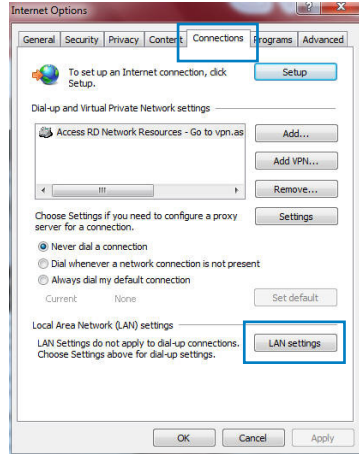 Internet Options
General Security Privacy Content Connections Programs Advanced
To set up an Internet connection, click
Setup.
Setup
Dial-up and Virtual Private Network settings
Access RD Network Resources - Go to vpn.as
Add...
Add VPN...
Remove...
Choose Settings if you need to configure a proxy
server for a connection.
Settings
Never dial a connection
Dial whenever a network connection is not present
Always dial my default connection
Current None
Set default
Local Area Network (LAN) settings
LAN Settings do not apply to dial-up connections.
Choose Settings above for dial-up settings.
LAN settings
OK Cancel Apply